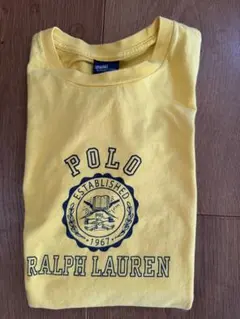 POLO
ESTABLISHED
1967
RALPH LAUREN